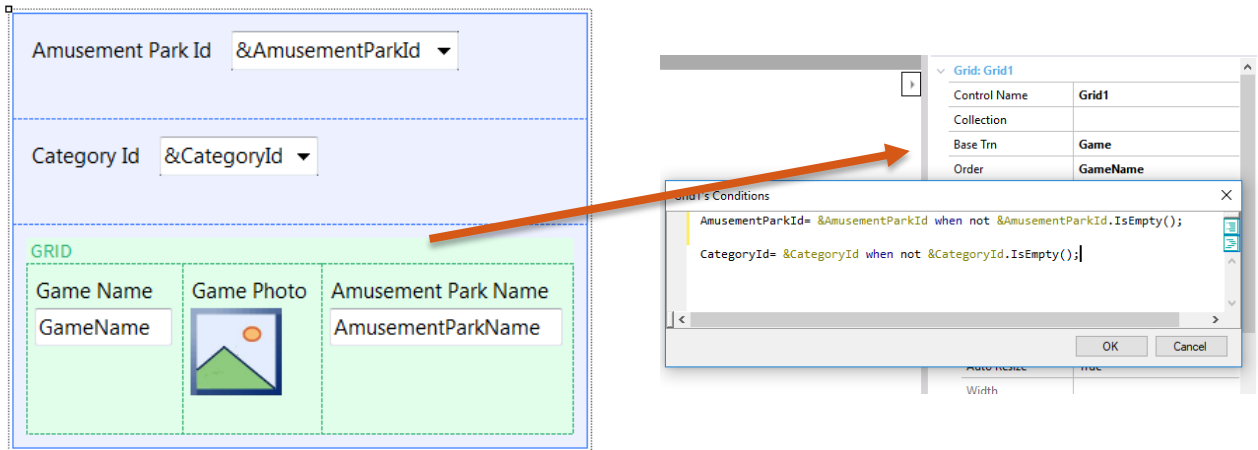 Amusement Park Id &AmusementParkId
Category Id &CategoryId
GRID
Game Name Game Photo Amusement Park Name
GameName AmusementParkName
Grid: Grid1
Control Name Grid1
Collection
Base Trn Game
Order GameName
Grid1's Conditions
AmusementParkId= &AmusementParkId when not &AmusementParkId.IsEmpty();
CategoryId= &CategoryId when not &CategoryId.IsEmpty();
OK Cancel
Auto Resize True
Width